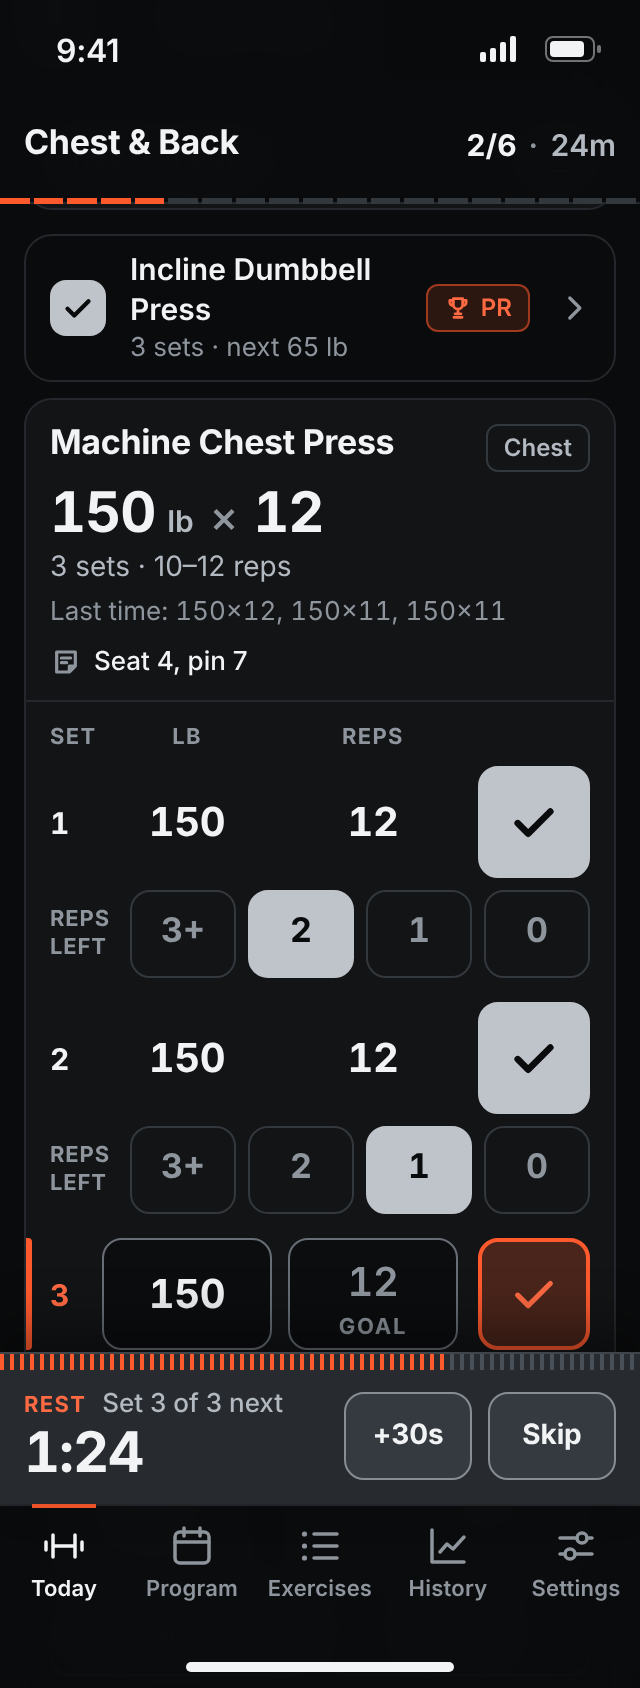 9:41
Chest & Back
2/6 · 24m
Incline Dumbbell
Press
3 sets · next 65 lb
PR
Machine Chest Press
Chest
150 lb × 12
3 sets · 10–12 reps
Last time: 150×12, 150×11, 150×11
Seat 4, pin 7
SET LB REPS
1 150 12
REPS
LEFT
3+ 2 1 0
2 150 12
REPS
LEFT
3+ 2 1 0
3 150 12
GOAL
REST Set 3 of 3 next
1:24
+30s
Skip
Today Program Exercises History Settings